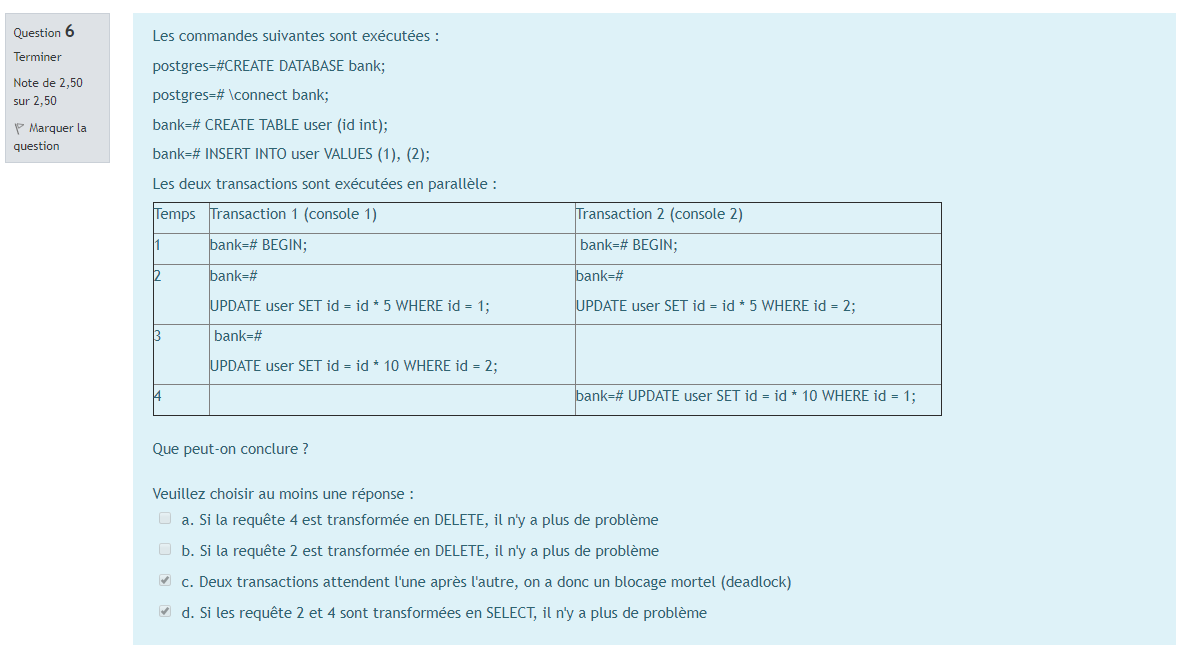 Question 6
Terminer
Note de 2,50
sur 2,50
Marquer la
question
Les commandes suivantes sont exécutées :
postgres=#CREATE DATABASE bank;
postgres=# \connect bank;
bank=# CREATE TABLE user (id int);
bank=# INSERT INTO user VALUES (1), (2);
Les deux transactions sont exécutées en parallèle :
Temps Transaction 1 (console 1) Transaction 2 (console 2)
1 bank=# BEGIN; bank=# BEGIN;
2 bank=# bank=#
UPDATE user SET id = id * 5 WHERE id = 1; UPDATE user SET id = id * 5 WHERE id = 2;
3 bank=#
UPDATE user SET id = id * 10 WHERE id = 2;
4 bank=# UPDATE user SET id = id * 10 WHERE id = 1;
Que peut-on conclure ?
Veuillez choisir au moins une réponse :
a. Si la requête 4 est transformée en DELETE, il n'y a plus de problème
b. Si la requête 2 est transformée en DELETE, il n'y a plus de problème
c. Deux transactions attendent l'une après l'autre, on a donc un blocage mortel (deadlock)
d. Si les requête 2 et 4 sont transformées en SELECT, il n'y a plus de problème